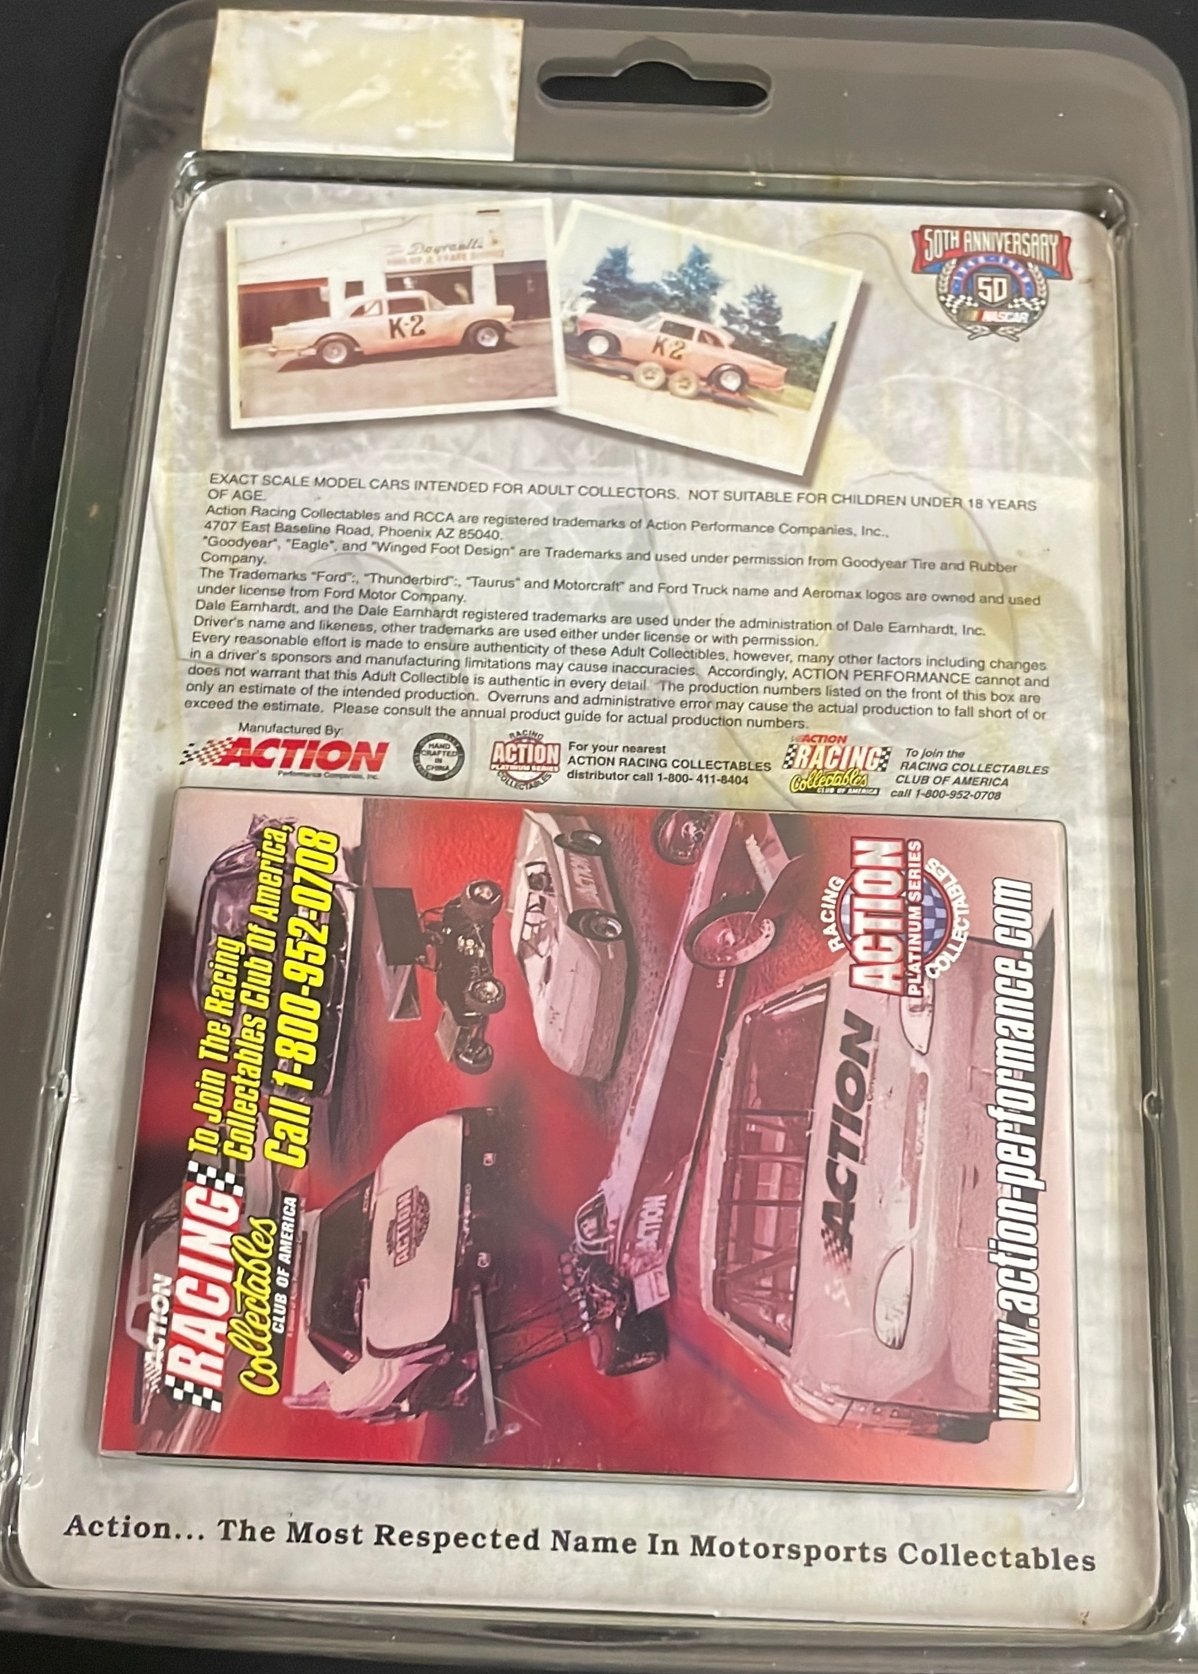 Dayvault's
K-2
K-2
50TH ANNIVERSARY
50
NASCAR
EXACT SCALE MODEL CARS INTENDED FOR ADULT COLLECTORS. NOT SUITABLE FOR CHILDREN UNDER 18 YEARS
OF AGE.
Action Racing Collectables and RCCA are registered trademarks of Action Performance Companies, Inc.,
4707 East Baseline Road, Phoenix AZ 85040.
"Goodyear", "Eagle", and "Winged Foot Design" are Trademarks and used under permission from Goodyear Tire and Rubber
Company.
The Trademarks "Ford":, "Thunderbird":, "Taurus" and Motorcraft" and Ford Truck name and Aeromax logos are owned and used
under license from Ford Motor Company.
Dale Earnhardt, and the Dale Earnhardt registered trademarks are used under the administration of Dale Earnhardt, Inc.
Driver's name and likeness, other trademarks are used either under license or with permission.
Every reasonable effort is made to ensure authenticity of these Adult Collectibles, however, many other factors including changes
in a driver's sponsors and manufacturing limitations may cause inaccuracies. Accordingly, ACTION PERFORMANCE cannot and
does not warrant that this Adult Collectible is authentic in every detail. The production numbers listed on the front of this box are
only an estimate of the intended production. Overruns and administrative error may cause the actual production to fall short of or
exceed the estimate. Please consult the annual product guide for actual production numbers.
Manufactured By:
ACTION
Performance Companies, Inc.
HAND
CRAFTED
IN
CHINA
RACING
ACTION
PLATINUM SERIES
COLLECTABLES
For your nearest
ACTION RACING COLLECTABLES
distributor call 1-800- 411-8404
ACTION
RACING
Collectables
CLUB OF AMERICA
To join the
RACING COLLECTABLES
CLUB OF AMERICA
call 1-800-952-0708
ACTION
RACING
Collectables
CLUB OF AMERICA
To Join The Racing
Collectables Club Of America,
Call 1-800-952-0708
ACTION
ACTION
ACTION
ACTION
RACING
ACTION
PLATINUM SERIES
COLLECTABLES
www.action-performance.com
Action... The Most Respected Name In Motorsports Collectables